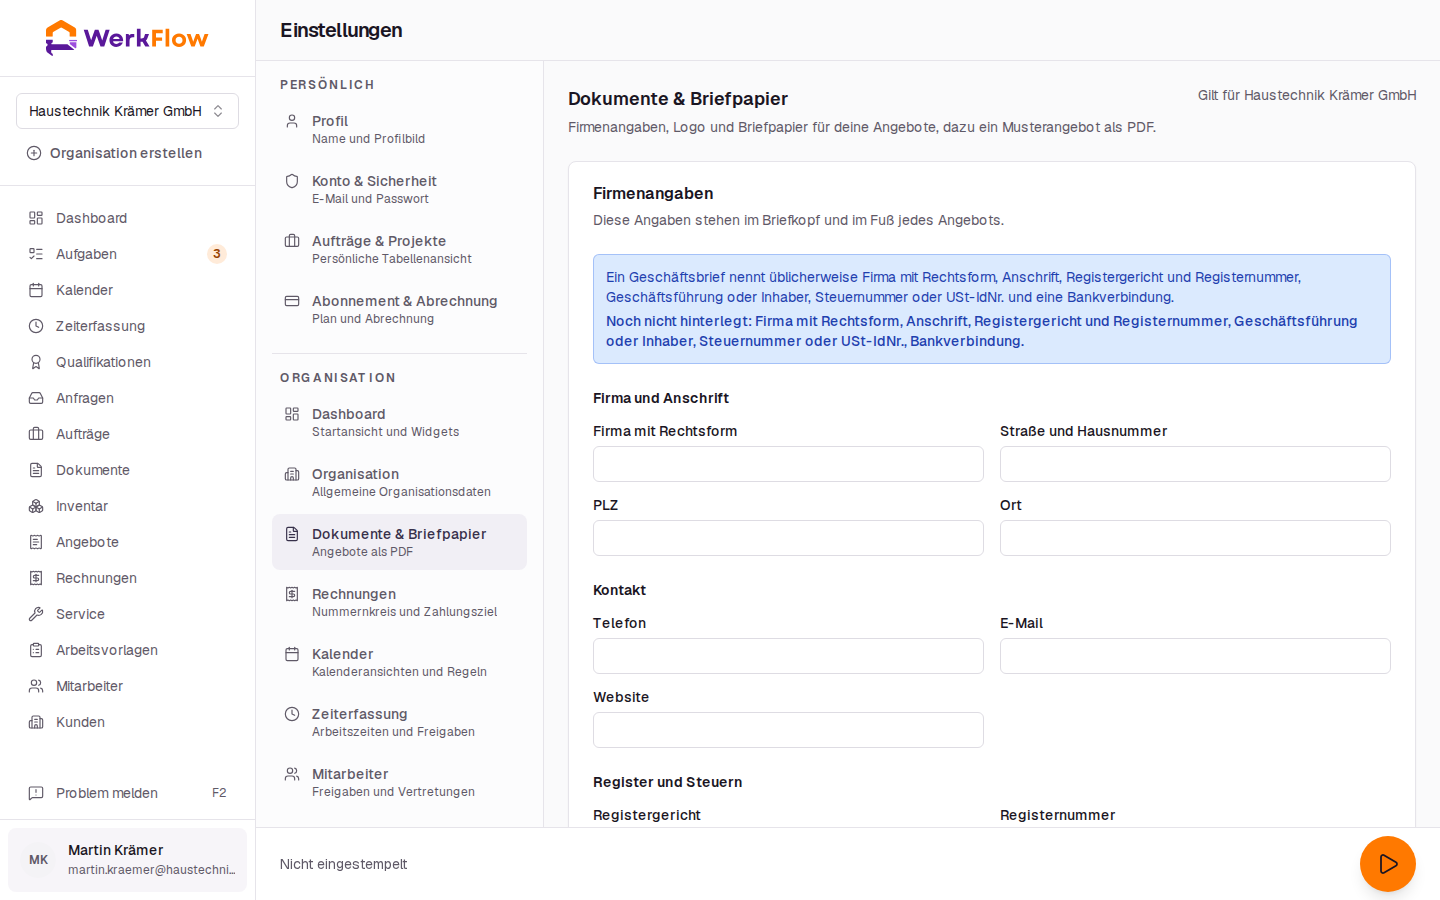 WerkFlow
Haustechnik Krämer GmbH
Organisation erstellen
Dashboard
Aufgaben
3
Kalender
Zeiterfassung
Qualifikationen
Anfragen
Aufträge
Dokumente
Inventar
Angebote
Rechnungen
Service
Arbeitsvorlagen
Mitarbeiter
Kunden
Problem melden
F2
MK
Martin Krämer
martin.kraemer@haustechni...
Einstellungen
PERSÖNLICH
Profil
Name und Profilbild
Konto & Sicherheit
E-Mail und Passwort
Aufträge & Projekte
Persönliche Tabellenansicht
Abonnement & Abrechnung
Plan und Abrechnung
ORGANISATION
Dashboard
Startansicht und Widgets
Organisation
Allgemeine Organisationsdaten
Dokumente & Briefpapier
Angebote als PDF
Rechnungen
Nummernkreis und Zahlungsziel
Kalender
Kalenderansichten und Regeln
Zeiterfassung
Arbeitszeiten und Freigaben
Mitarbeiter
Freigaben und Vertretungen
Dokumente & Briefpapier
Gilt für Haustechnik Krämer GmbH
Firmenangaben, Logo und Briefpapier für deine Angebote, dazu ein Musterangebot als PDF.
Firmenangaben
Diese Angaben stehen im Briefkopf und im Fuß jedes Angebots.
Ein Geschäftsbrief nennt üblicherweise Firma mit Rechtsform, Anschrift, Registergericht und Registernummer,
Geschäftsführung oder Inhaber, Steuernummer oder USt-IdNr. und eine Bankverbindung.
Noch nicht hinterlegt: Firma mit Rechtsform, Anschrift, Registergericht und Registernummer, Geschäftsführung
oder Inhaber, Steuernummer oder USt-IdNr., Bankverbindung.
Firma und Anschrift
Firma mit Rechtsform
Straße und Hausnummer
PLZ
Ort
Kontakt
Telefon
E-Mail
Website
Register und Steuern
Registergericht
Registernummer
Nicht eingestempelt